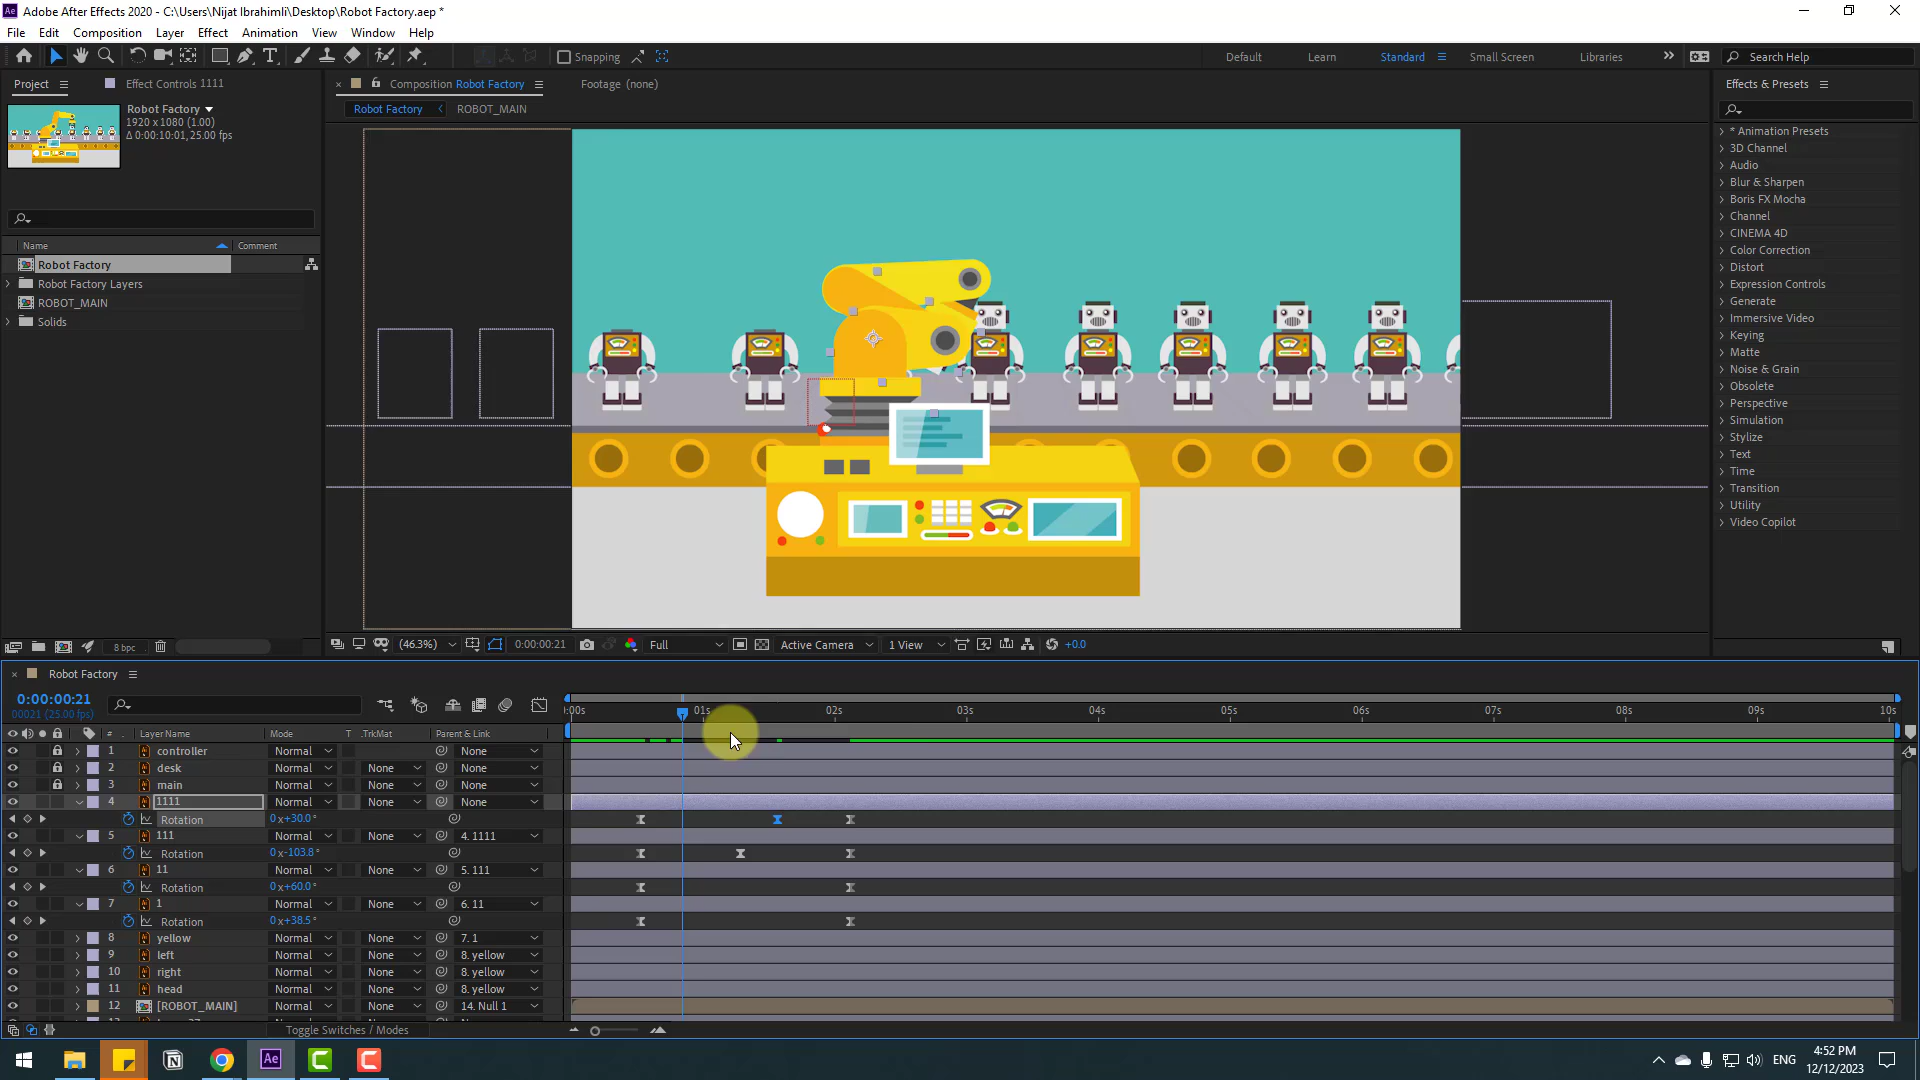 Adobe After Effects 2020 - C:\Users\Nijat Ibrahimli\Desktop\Robot Factory.aep *
File Edit Composition Layer Effect Animation View Window Help
Snapping Default Learn Standard Small Screen Libraries Search Help
Project Effect Controls 1111
Robot Factory
1920 x 1080 (1.00)
Δ 0:00:10:01, 25.00 fps
Name Comment
Robot Factory
Robot Factory Layers
ROBOT_MAIN
Solids
8 bpc
Composition Robot Factory Footage (none)
Robot Factory ROBOT_MAIN
(46.3%) 0:00:00:21 Full Active Camera 1 View +0.0
Effects & Presets
* Animation Presets
3D Channel
Audio
Blur & Sharpen
Boris FX Mocha
Channel
CINEMA 4D
Color Correction
Distort
Expression Controls
Generate
Immersive Video
Keying
Matte
Noise & Grain
Obsolete
Perspective
Simulation
Stylize
Text
Time
Transition
Utility
Video Copilot
Robot Factory
0:00:00:21
00021 (25.00 fps)
:00s 01s 02s 03s 04s 05s 06s 07s 08s 09s 10s
# Layer Name Mode T .TrkMat Parent & Link
1 controller Normal None
2 desk Normal None None
3 main Normal None None
4 1111 Normal None None
Rotation 0x+30.0°
5 111 Normal None 4. 1111
Rotation 0x-103.8°
6 11 Normal None 5. 111
Rotation 0x+60.0°
7 1 Normal None 6. 11
Rotation 0x+38.5°
8 yellow Normal None 7. 1
9 left Normal None 8. yellow
10 right Normal None 8. yellow
11 head Normal None 8. yellow
12 [ROBOT_MAIN] Normal None 14. Null 1
Toggle Switches / Modes
ENG
4:52 PM
12/12/2023